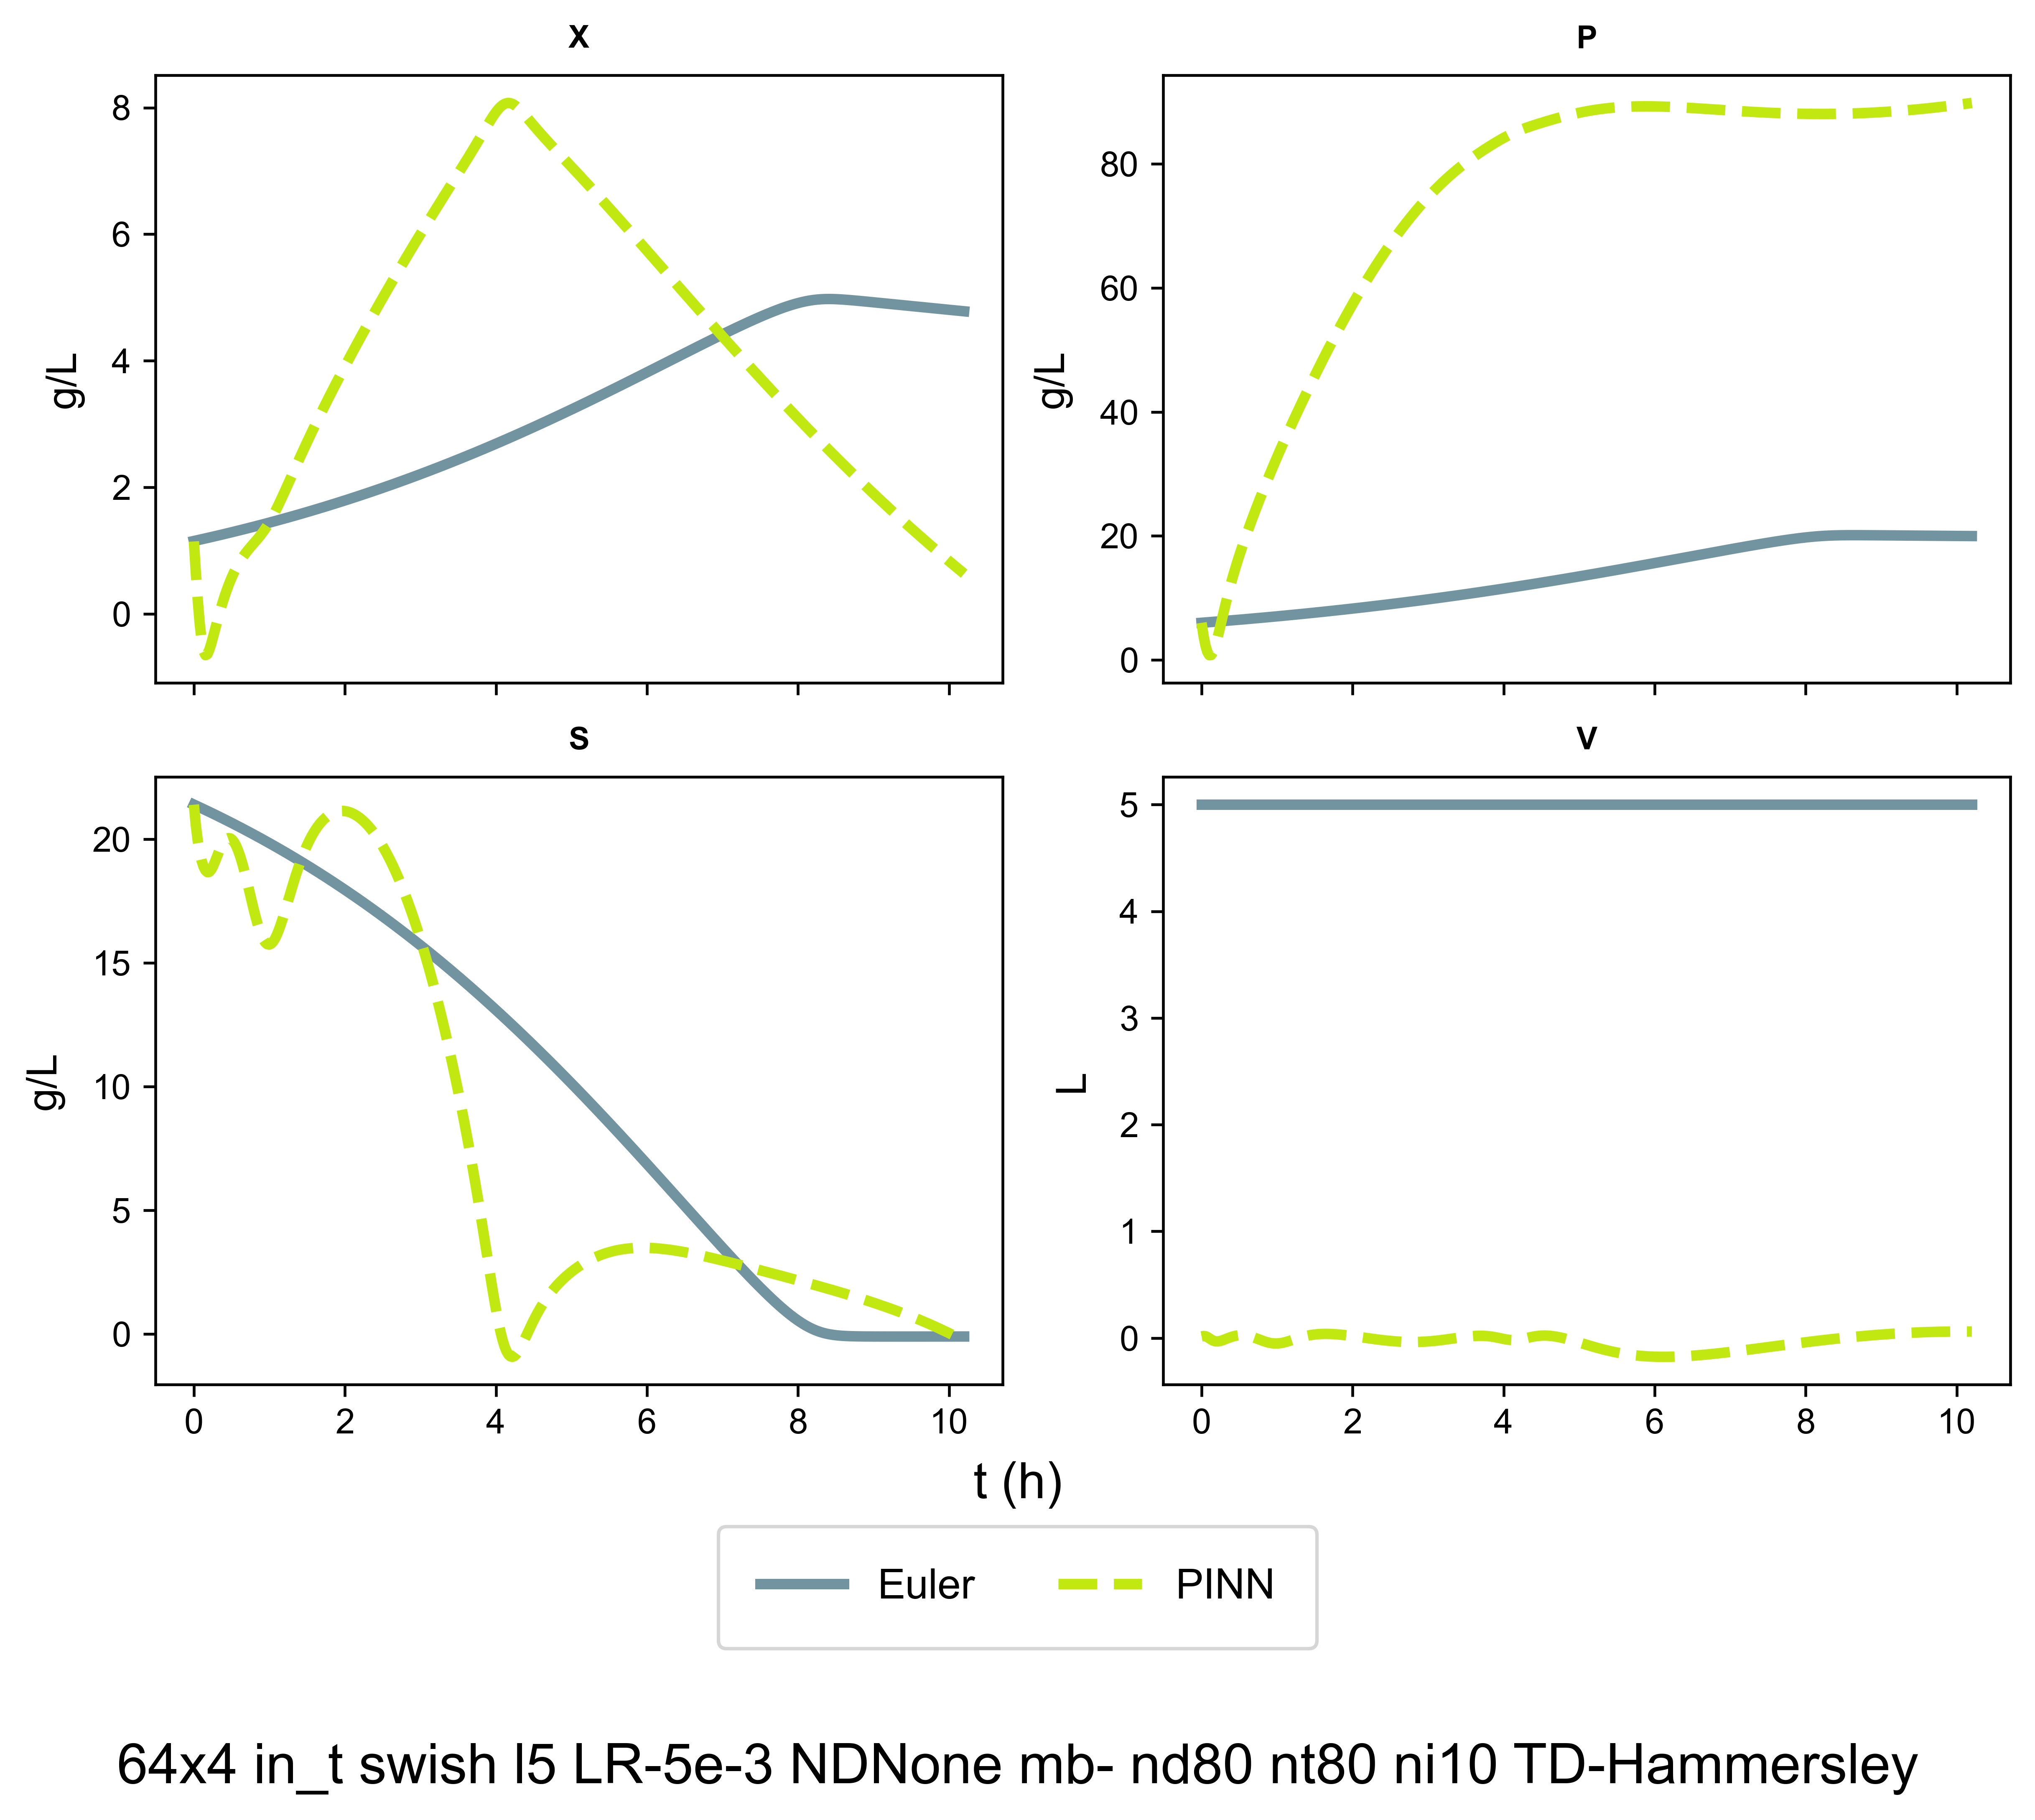 X
P
8
6
4
2
0
g/L
80
60
40
20
0
g/L
S
V
20
15
10
5
0
g/L
0 2 4 6 8 10
5
4
3
2
1
0
L
0 2 4 6 8 10
t (h)
Euler PINN
64x4 in_t swish l5 LR-5e-3 NDNone mb- nd80 nt80 ni10 TD-Hammersley